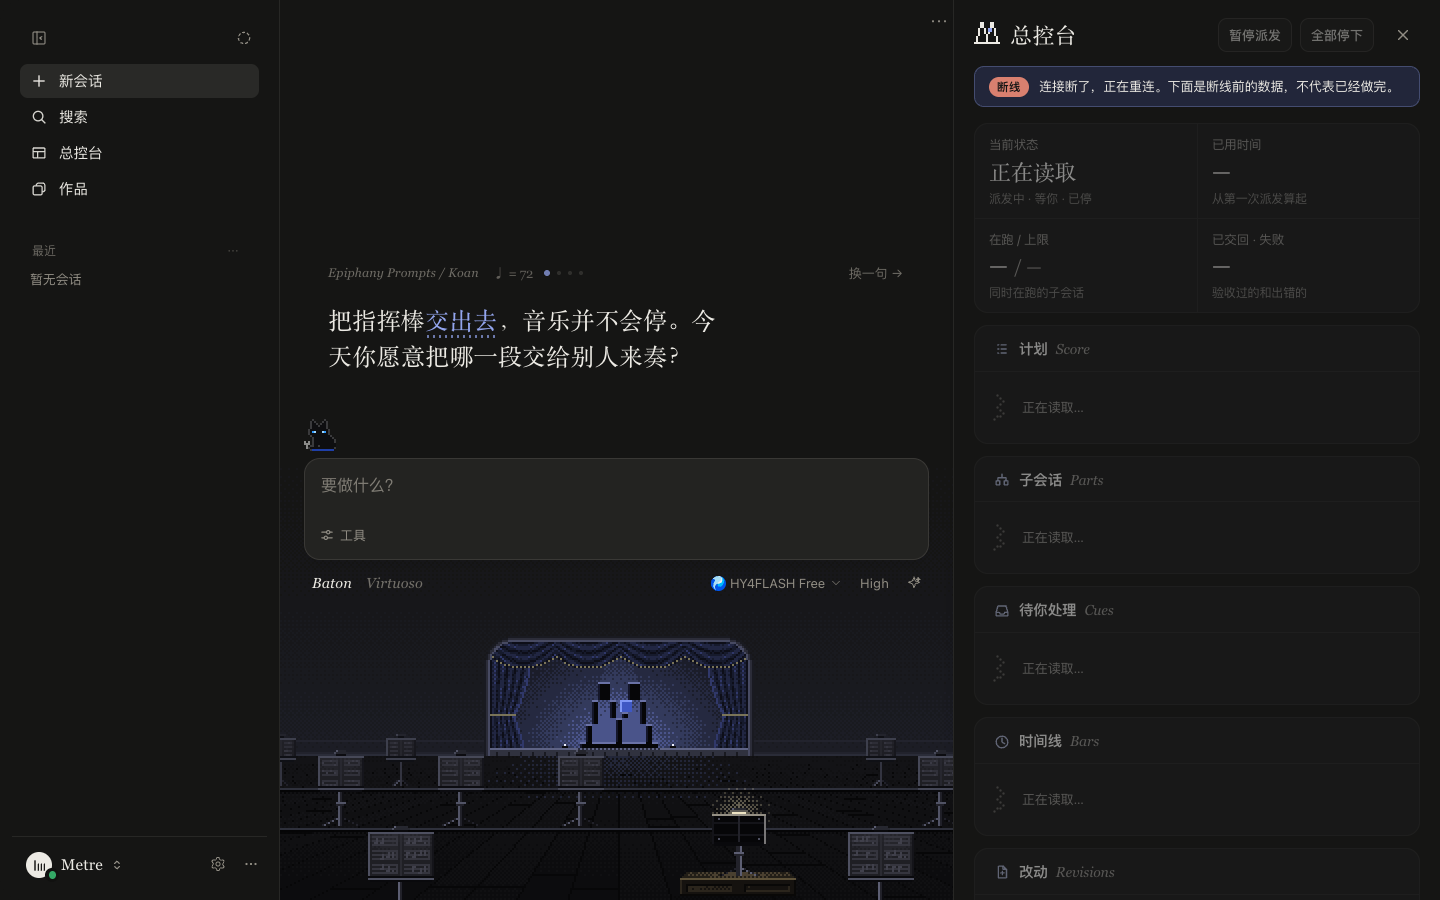 新会话
搜索
总控台
作品
最近
暂无会话
Metre
Epiphany Prompts / Koan
♩ = 72
换一句 →
把指挥棒交出去，音乐并不会停。今
天你愿意把哪一段交给别人来奏？
要做什么？
工具
Baton Virtuoso
HY4FLASH Free
High
总控台
暂停派发
全部停下
断线 连接断了，正在重连。下面是断线前的数据，不代表已经做完。
当前状态
正在读取
派发中 · 等你 · 已停
已用时间
—
从第一次派发算起
在跑 / 上限
— / —
同时在跑的子会话
已交回 · 失败
—
验收过的和出错的
计划 Score
正在读取...
子会话 Parts
正在读取...
待你处理 Cues
正在读取...
时间线 Bars
正在读取...
改动 Revisions